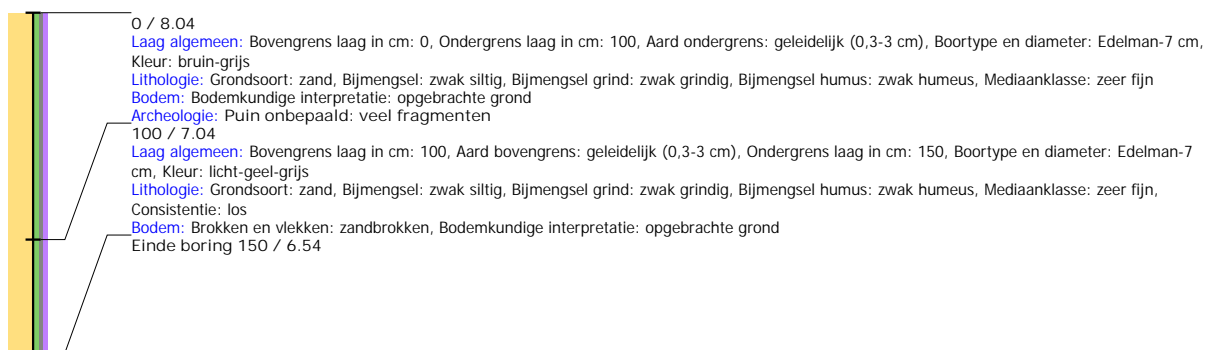 0 / 8.04
Laag algemeen: Bovengrens laag in cm: 0, Ondergrens laag in cm: 100, Aard ondergrens: geleidelijk (0,3-3 cm), Boortype en diameter: Edelman-7 cm,
Kleur: bruin-grijs
Lithologie: Grondsoort: zand, Bijmengsel: zwak siltig, Bijmengsel grind: zwak grindig, Bijmengsel humus: zwak humeus, Mediaanklasse: zeer fijn
Bodem: Bodemkundige interpretatie: opgebrachte grond
Archeologie: Puin onbepaald: veel fragmenten
100 / 7.04
Laag algemeen: Bovengrens laag in cm: 100, Aard bovengrens: geleidelijk (0,3-3 cm), Ondergrens laag in cm: 150, Boortype en diameter: Edelman-7
cm, Kleur: licht-geel-grijs
Lithologie: Grondsoort: zand, Bijmengsel: zwak siltig, Bijmengsel grind: zwak grindig, Bijmengsel humus: zwak humeus, Mediaanklasse: zeer fijn,
Consistentie: los
Bodem: Brokken en vlekken: zandbrokken, Bodemkundige interpretatie: opgebrachte grond
Einde boring 150 / 6.54